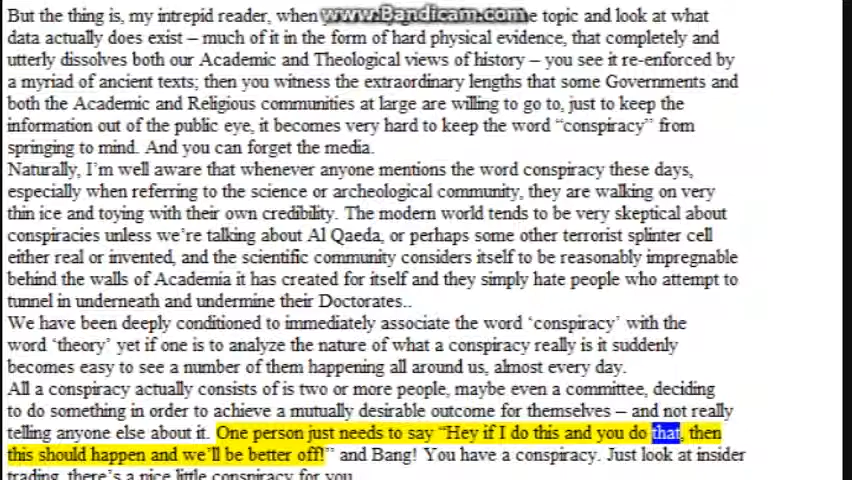 But the thing is, my intrepid reader, when www.Bandicam.com e topic and look at what
data actually does exist – much of it in the form of hard physical evidence, that completely and
utterly dissolves both our Academic and Theological views of history – you see it re-enforced by
a myriad of ancient texts; then you witness the extraordinary lengths that some Governments and
both the Academic and Religious communities at large are willing to go to, just to keep the
information out of the public eye, it becomes very hard to keep the word “conspiracy” from
springing to mind. And you can forget the media.
Naturally, I’m well aware that whenever anyone mentions the word conspiracy these days,
especially when referring to the science or archeological community, they are walking on very
thin ice and toying with their own credibility. The modern world tends to be very skeptical about
conspiracies unless we’re talking about Al Qaeda, or perhaps some other terrorist splinter cell
either real or invented, and the scientific community considers itself to be reasonably impregnable
behind the walls of Academia it has created for itself and they simply hate people who attempt to
tunnel in underneath and undermine their Doctorates..
We have been deeply conditioned to immediately associate the word ‘conspiracy’ with the
word ‘theory’ yet if one is to analyze the nature of what a conspiracy really is it suddenly
becomes easy to see a number of them happening all around us, almost every day.
All a conspiracy actually consists of is two or more people, maybe even a committee, deciding
to do something in order to achieve a mutually desirable outcome for themselves – and not really
telling anyone else about it. One person just needs to say “Hey if I do this and you do that, then
this should happen and we’ll be better off!” and Bang! You have a conspiracy. Just look at insider
trading, there’s a nice little conspiracy for you